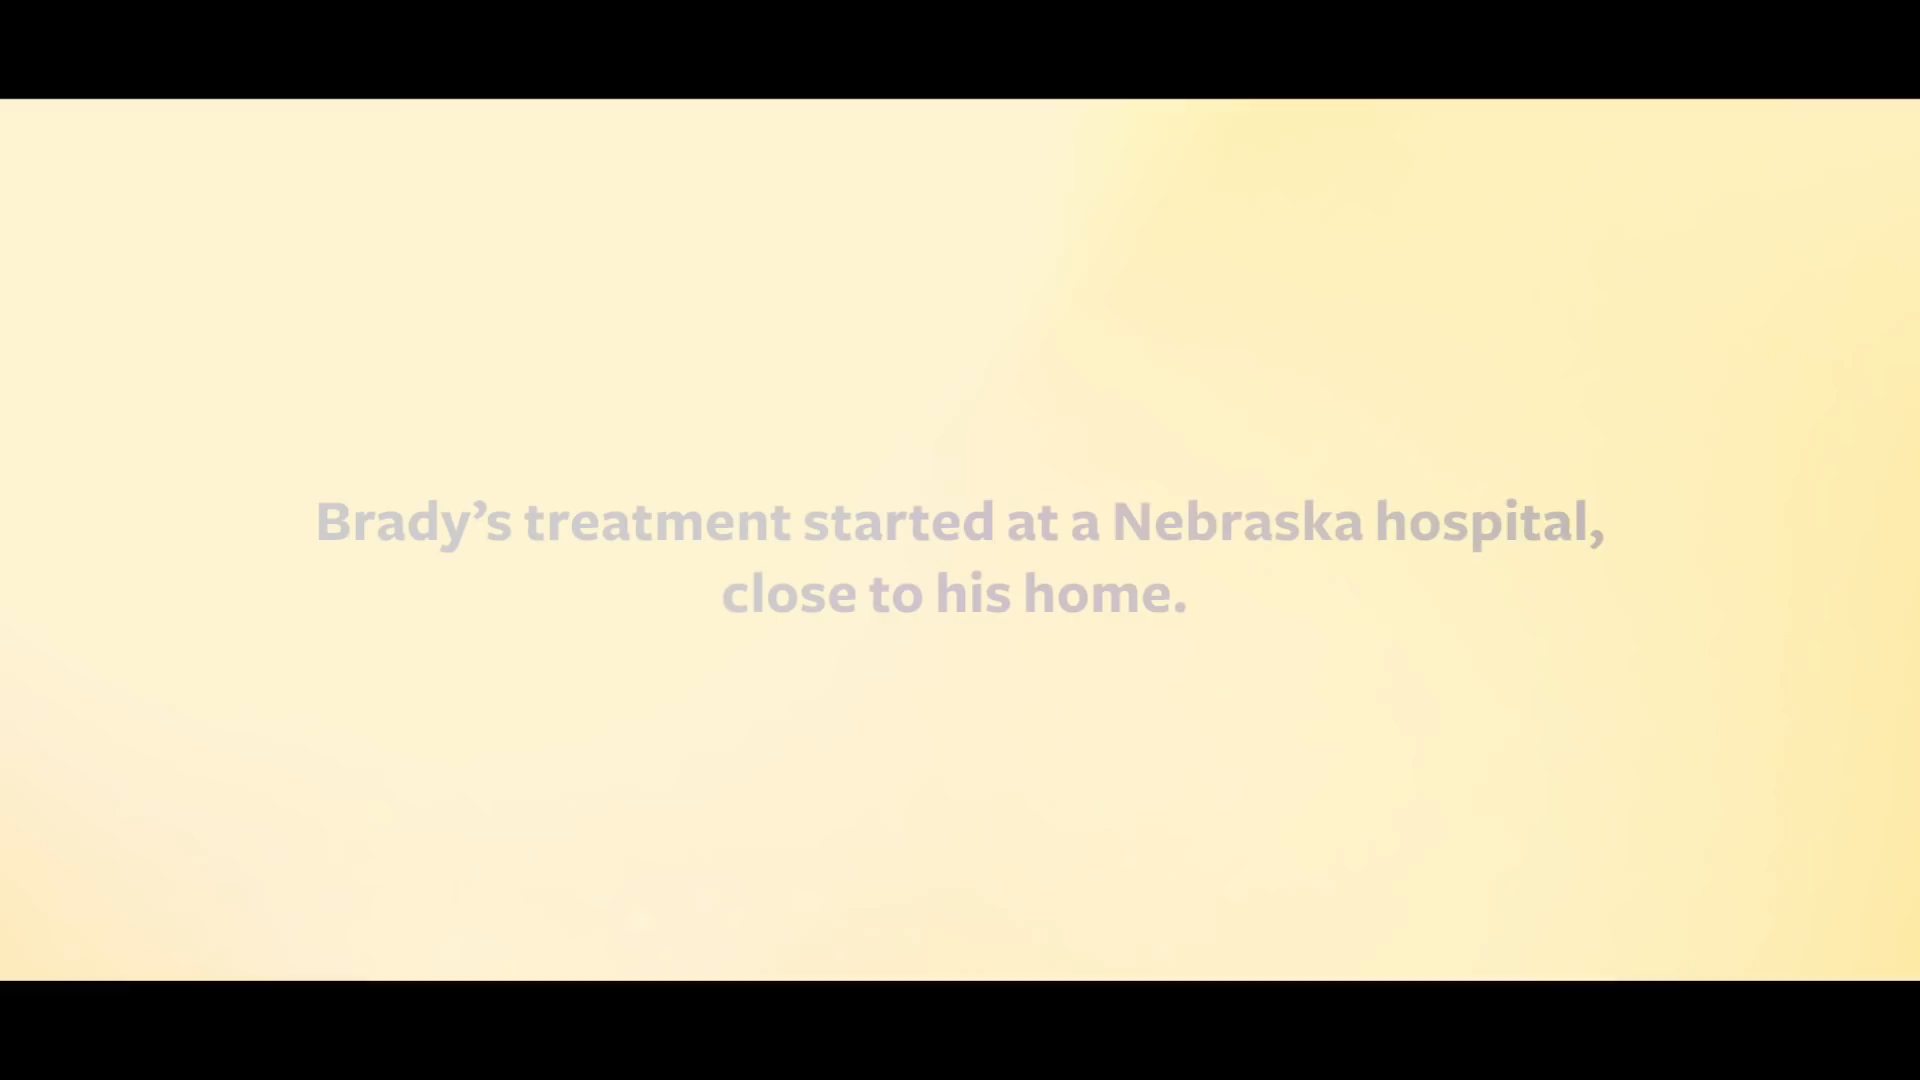 Brady’s treatment started at a Nebraska hospital,
close to his home.